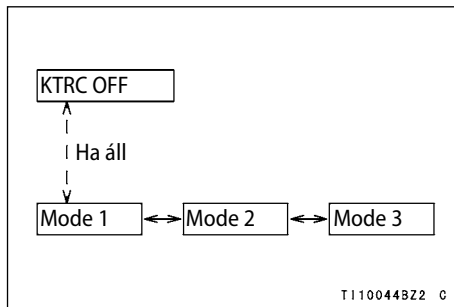 KTRC OFF
Ha áll
Mode 1 Mode 2 Mode 3
TI10044BZ2 C